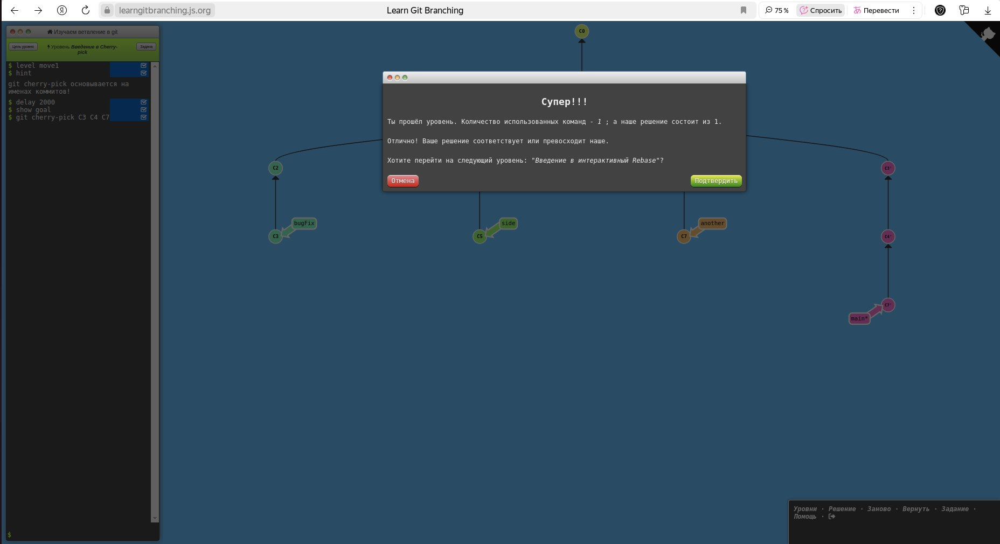 learngitbranching.js.org
Learn Git Branching
75 %
Спросить
Перевести
Изучаем ветвление в git
Цель уровня
Уровень Введение в Cherry-
pick
Задача
$ level move1
$ hint
git cherry-pick основывается на
именах коммитов!
$ delay 2000
$ show goal
$ git cherry-pick C3 C4 C7
$
C0
Супер!!!
Ты прошёл уровень. Количество использованных команд - 1 ; а наше решение состоит из 1.
Отлично! Ваше решение соответствует или превосходит наше.
Хотите перейти на следующий уровень: "Введение в интерактивный Rebase"?
Отмена
Подтвердить
C2
C3'
bugFix
side
another
C3
C5
C7
C4'
C7'
main*
Уровни · Решение · Заново · Вернуть · Задание ·
Помощь ·